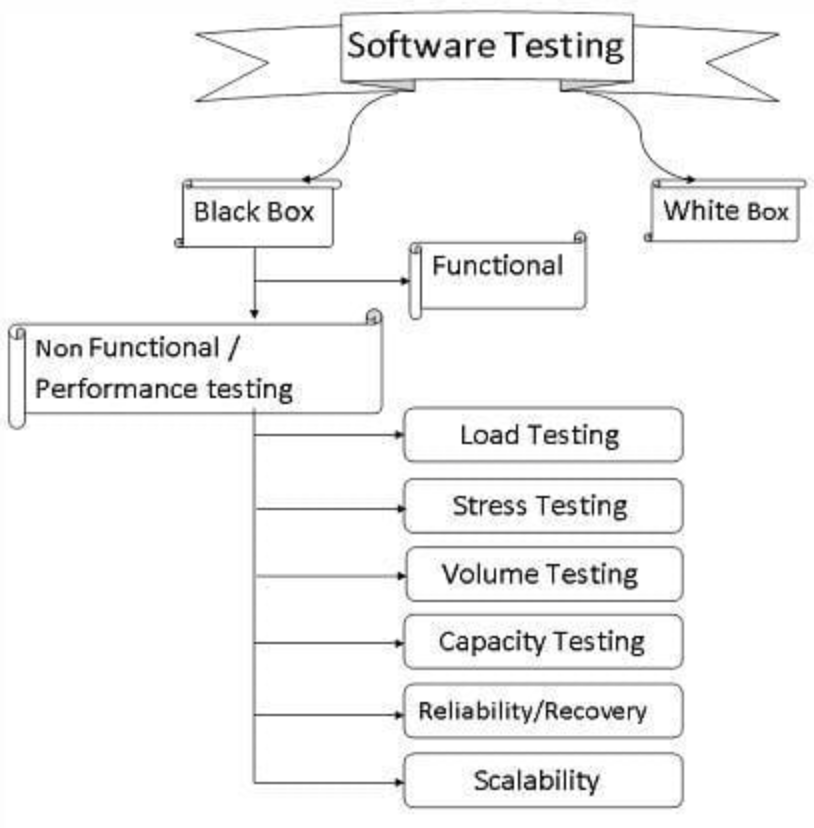 Software Testing
Black Box
White Box
Functional
Non Functional /
Performance testing
Load Testing
Stress Testing
Volume Testing
Capacity Testing
Reliability/Recovery
Scalability